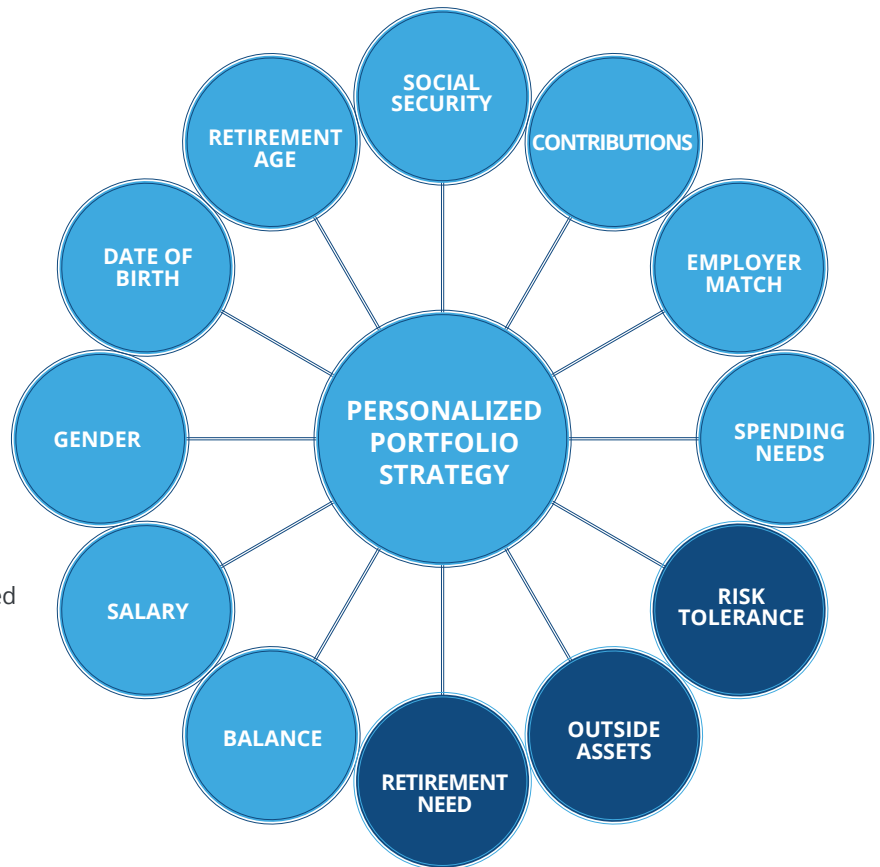 SOCIAL
SECURITY
CONTRIBUTIONS
EMPLOYER
MATCH
SPENDING
NEEDS
RISK
TOLERANCE
OUTSIDE
ASSETS
RETIREMENT
NEED
BALANCE
SALARY
GENDER
DATE OF
BIRTH
RETIREMENT
AGE
PERSONALIZED
PORTFOLIO
STRATEGY
ed